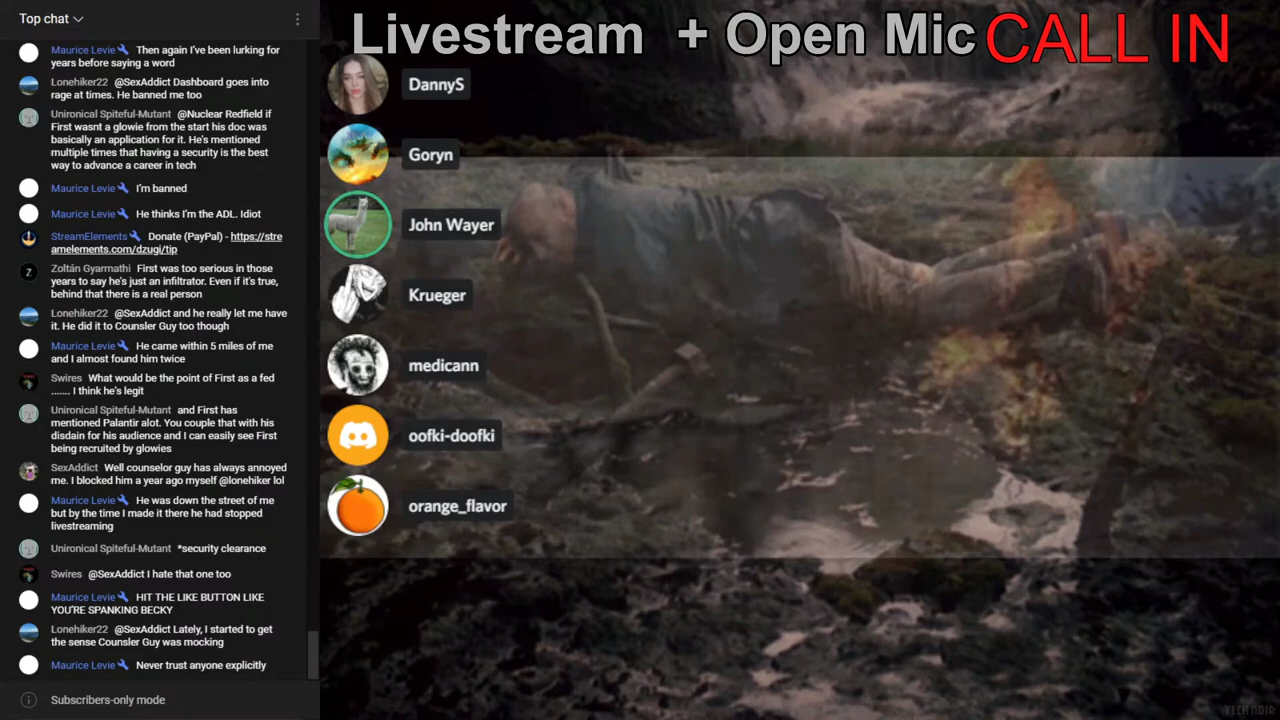 Top chat
Maurice Levie Then again I've been lurking for
years before saying a word
Lonehiker22 @SexAddict Dashboard goes into
rage at times. He banned me too
Unironical Spiteful-Mutant @Nuclear Redfield if
First wasnt a glowie from the start his doc was
basically an application for it. He's mentioned
multiple times that having a security is the best
way to advance a career in tech
Maurice Levie I'm banned
Maurice Levie He thinks I'm the ADL. Idiot
StreamElements Donate (PayPal) - https://stre
amelements.com/dzugi/tip
Zoltán Gyarmathi First was too serious in those
years to say he's just an infiltrator. Even if it's true,
behind that there is a real person
Lonehiker22 @SexAddict and he really let me have
it. He did it to Counsler Guy too though
Maurice Levie He came within 5 miles of me
and I almost found him twice
Swires What would be the point of First as a fed
....... I think he's legit
Unironical Spiteful-Mutant and First has
mentioned Palantir alot. You couple that with his
disdain for his audience and I can easily see First
being recruited by glowies
SexAddict Well counselor guy has always annoyed
me. I blocked him a year ago myself @lonehiker lol
Maurice Levie He was down the street of me
but by the time I made it there he had stopped
livestreaming
Unironical Spiteful-Mutant *security clearance
Swires @SexAddict I hate that one too
Maurice Levie HIT THE LIKE BUTTON LIKE
YOU'RE SPANKING BECKY
Lonehiker22 @SexAddict Lately, I started to get
the sense Counsler Guy was mocking
Maurice Levie Never trust anyone explicitly
Subscribers-only mode
Livestream + Open Mic CALL IN
DannyS
Goryn
John Wayer
Krueger
medicann
oofki-doofki
orange_flavor
TECH NOIR